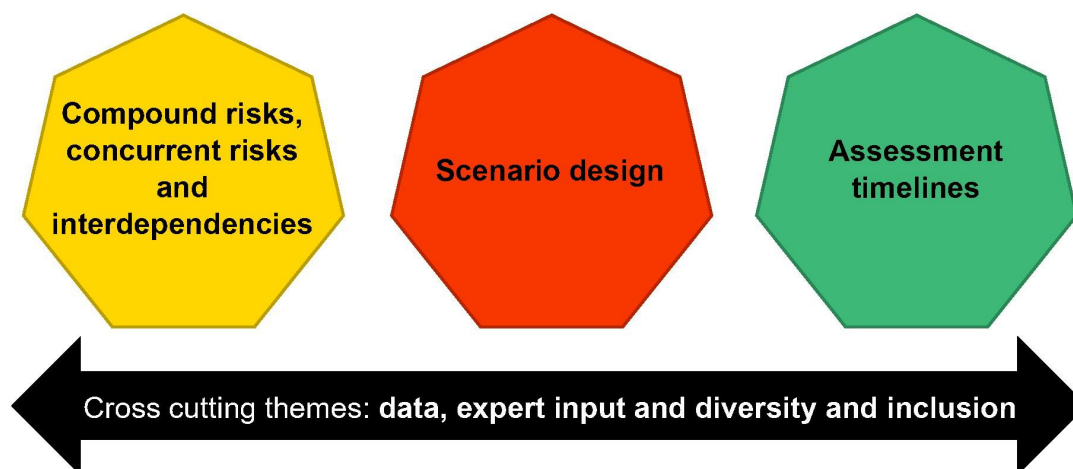 Compound risks,
concurrent risks
and
interdependencies
Scenario design
Assessment
timelines
Cross cutting themes: data, expert input and diversity and inclusion